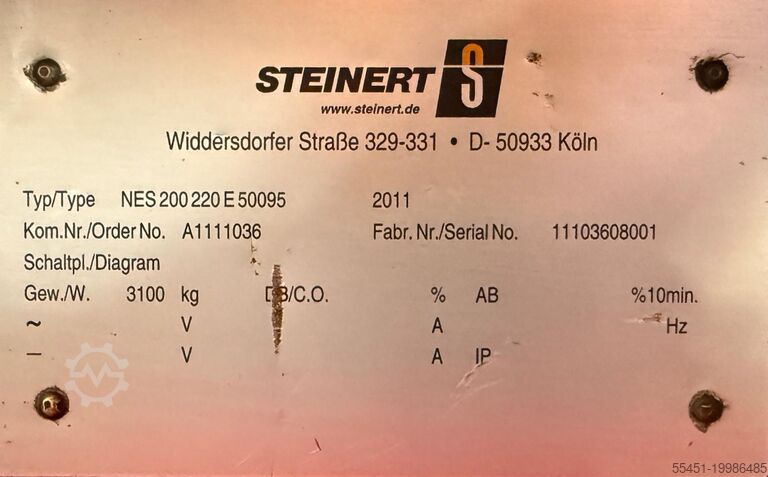 STEINERT S
www.steinert.de
Widdersdorfer Straße 329-331 • D- 50933 Köln
Typ/Type NES 200 220 E 50095 2011
Kom.Nr./Order No. A1111036 Fabr. Nr./Serial No. 11103608001
Schaltpl./Diagram
Gew./W. 3100 kg DB/C.O. % AB %10min.
~ V A Hz
– V A IP
55451-19986485